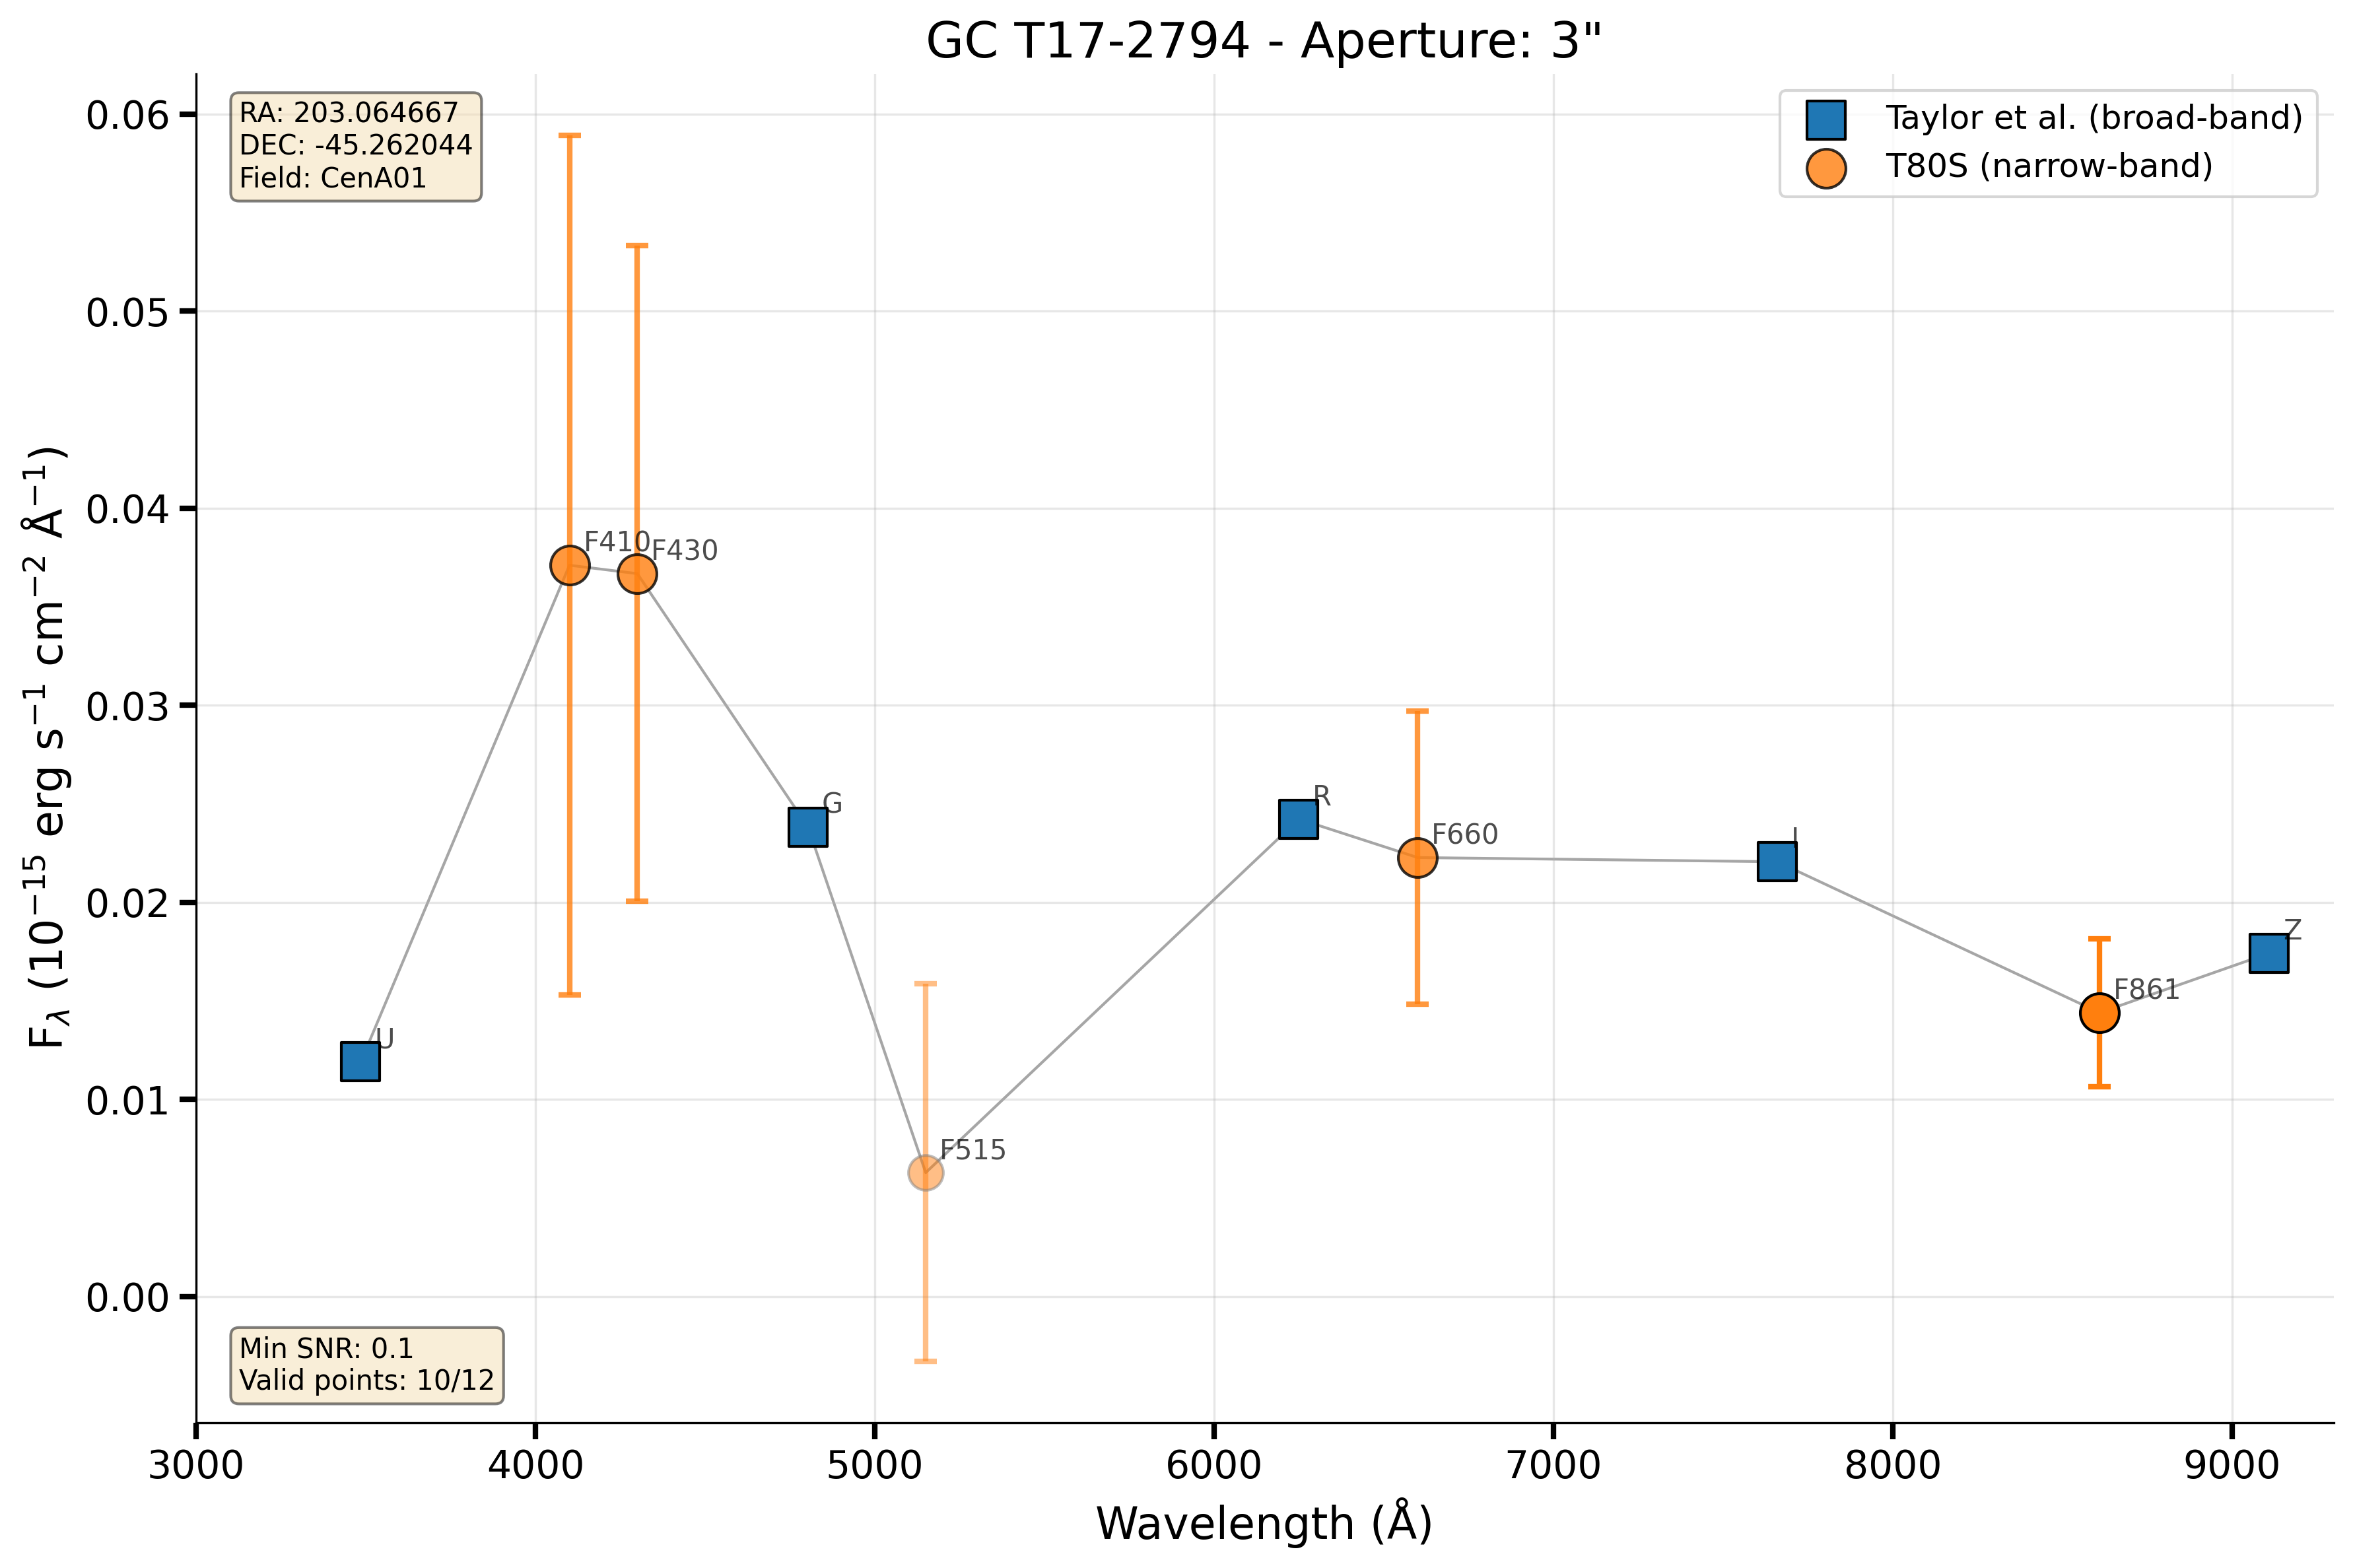 GC T17-2794 - Aperture: 3"
RA: 203.064667
DEC: -45.262044
Field: CenA01
Taylor et al. (broad-band)
T80S (narrow-band)
F410
F430
G
R
F660
I
Z
F861
U
F515
Min SNR: 0.1
Valid points: 10/12
0.06
0.05
0.04
0.03
0.02
0.01
0.00
3000 4000 5000 6000 7000 8000 9000
Wavelength (Å)
Fλ (10⁻¹⁵ erg s⁻¹ cm⁻² Å⁻¹)